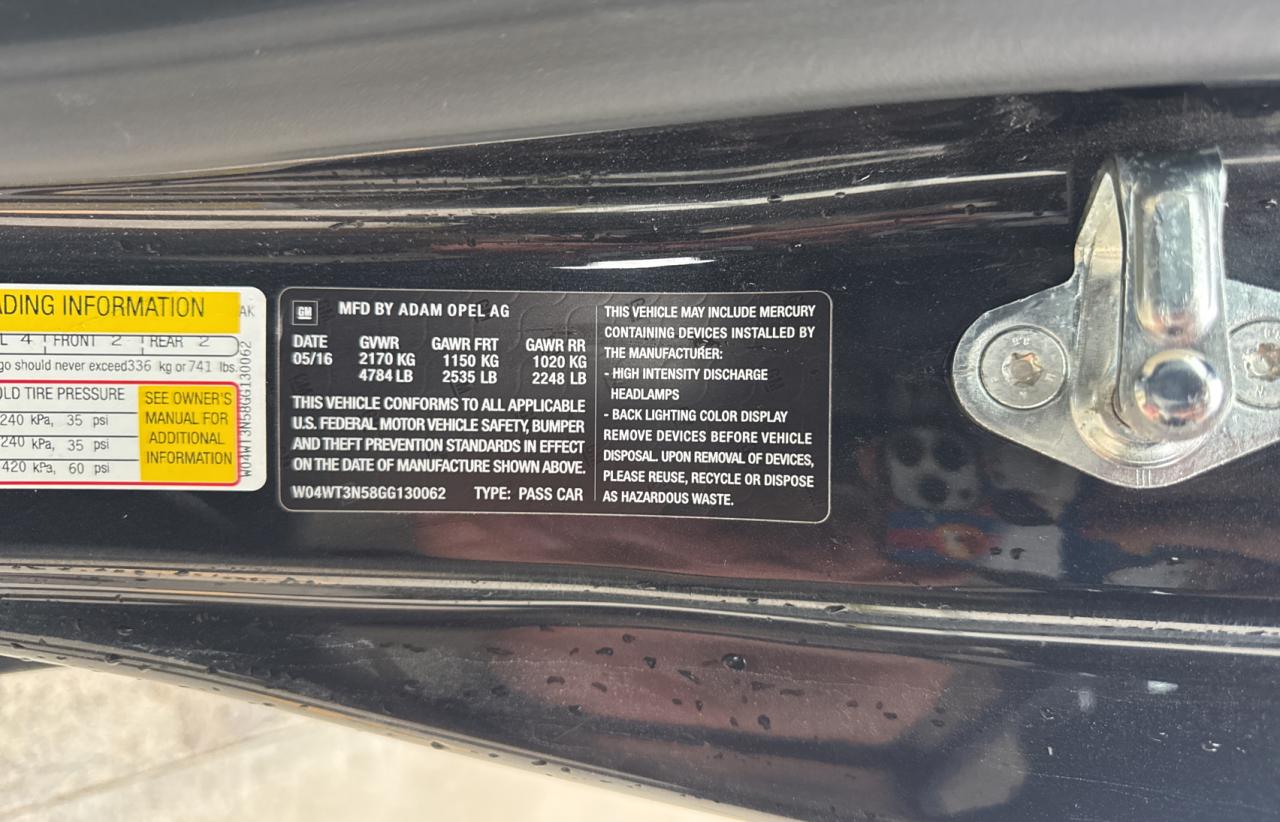 ADING INFORMATION
L 4 FRONT 2 REAR 2
go should never exceed 336 kg or 741 lbs.
OLD TIRE PRESSURE
240 kPa, 35 psi
240 kPa, 35 psi
420 kPa, 60 psi
SEE OWNER'S
MANUAL FOR
ADDITIONAL
INFORMATION
AK
W04WT3N58GG130062
GM
MFD BY ADAM OPEL AG
DATE GVWR GAWR FRT GAWR RR
05/16 2170 KG 1150 KG 1020 KG
4784 LB 2535 LB 2248 LB
THIS VEHICLE CONFORMS TO ALL APPLICABLE
U.S. FEDERAL MOTOR VEHICLE SAFETY, BUMPER
AND THEFT PREVENTION STANDARDS IN EFFECT
ON THE DATE OF MANUFACTURE SHOWN ABOVE.
W04WT3N58GG130062 TYPE: PASS CAR
THIS VEHICLE MAY INCLUDE MERCURY
CONTAINING DEVICES INSTALLED BY
THE MANUFACTURER:
- HIGH INTENSITY DISCHARGE
HEADLAMPS
- BACK LIGHTING COLOR DISPLAY
REMOVE DEVICES BEFORE VEHICLE
DISPOSAL. UPON REMOVAL OF DEVICES,
PLEASE REUSE, RECYCLE OR DISPOSE
AS HAZARDOUS WASTE.
8.8